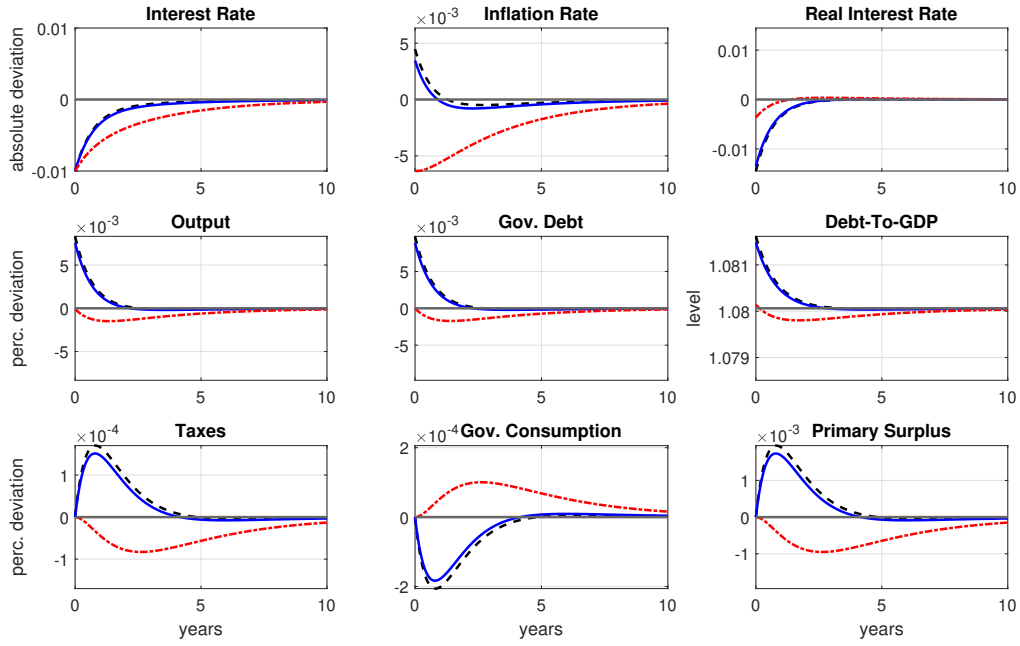 Interest Rate
absolute deviation
0.01
0
-0.01
0 5 10
Inflation Rate
×10⁻³
5
0
-5
0 5 10
Real Interest Rate
0.01
0
-0.01
0 5 10
Output
perc. deviation
×10⁻³
5
0
-5
0 5 10
Gov. Debt
×10⁻³
5
0
-5
0 5 10
Debt-To-GDP
level
1.081
1.08
1.079
0 5 10
Taxes
perc. deviation
×10⁻⁴
1
0
-1
0 5 10
years
Gov. Consumption
×10⁻⁴
2
0
-2
0 5 10
years
Primary Surplus
×10⁻³
1
0
-1
0 5 10
years